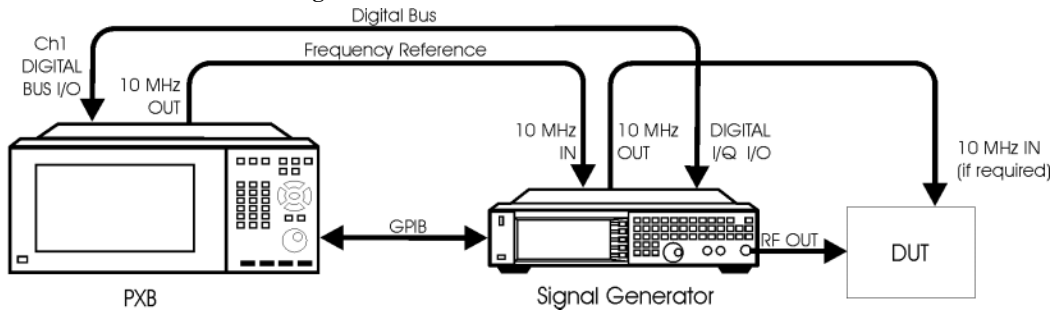 Digital Bus
Ch1
DIGITAL
BUS I/O
Frequency Reference
10 MHz
OUT
10 MHz
IN
10 MHz
OUT
DIGITAL
I/Q I/O
10 MHz IN
(if required)
GPIB
RF OUT
DUT
PXB
Signal Generator